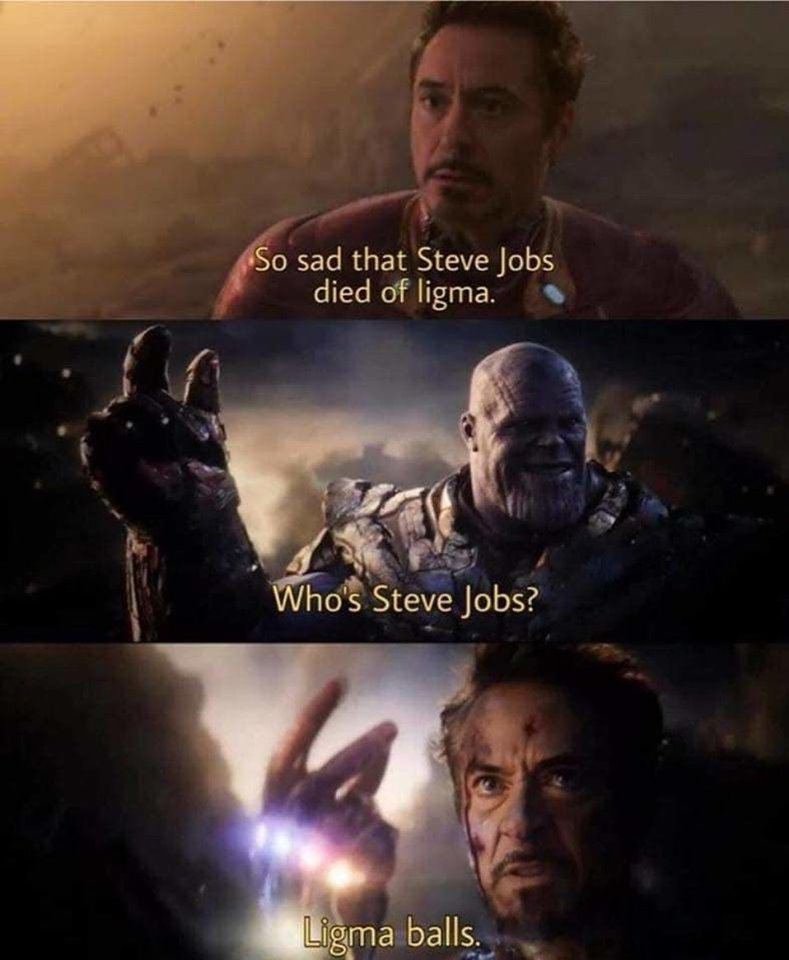 So sad that Steve Jobs
died of ligma.
Who's Steve Jobs?
Ligma balls.